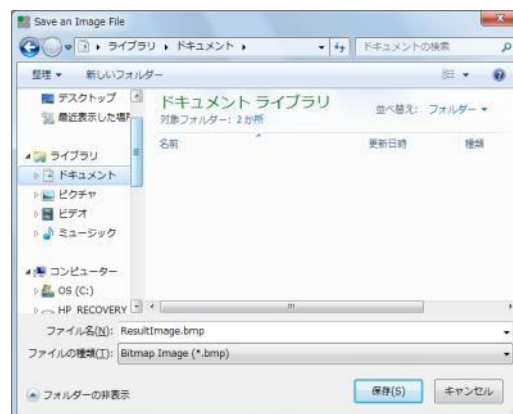 Save an Image File
ライブラリ ▸ ドキュメント ▸
ドキュメントの検索
整理 ▼ 新しいフォルダー
デスクトップ
最近表示した場所
ライブラリ
ドキュメント
ピクチャ
ビデオ
ミュージック
コンピューター
OS (C:)
HP RECOVERY
ドキュメント ライブラリ
対象フォルダー: 2 か所
並べ替え: フォルダー ▼
名前 更新日時 種類
ファイル名(N): ResultImage.bmp
ファイルの種類(T): Bitmap Image (*.bmp)
フォルダーの非表示
保存(S) キャンセル